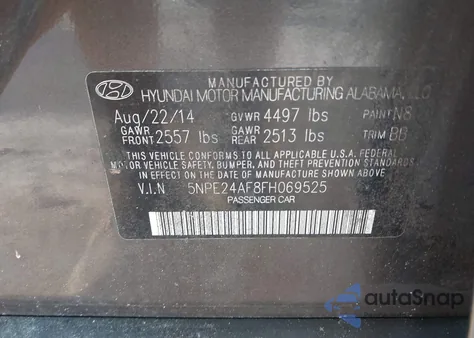 MANUFACTURED BY
HYUNDAI MOTOR MANUFACTURING ALABAMA, LLC
Aug/22/14 GVWR 4497 lbs PAINT N8
GAWR FRONT 2557 lbs GAWR REAR 2513 lbs TRIM BB
THIS VEHICLE CONFORMS TO ALL APPLICABLE U.S.A. FEDERAL
MOTOR VEHICLE SAFETY, BUMPER, AND THEFT PREVENTION STANDARDS
IN EFFECT ON THE DATE OF MANUFACTURE SHOWN ABOVE.
V.I.N 5NPE24AF8FH069525
PASSENGER CAR
autoSnap